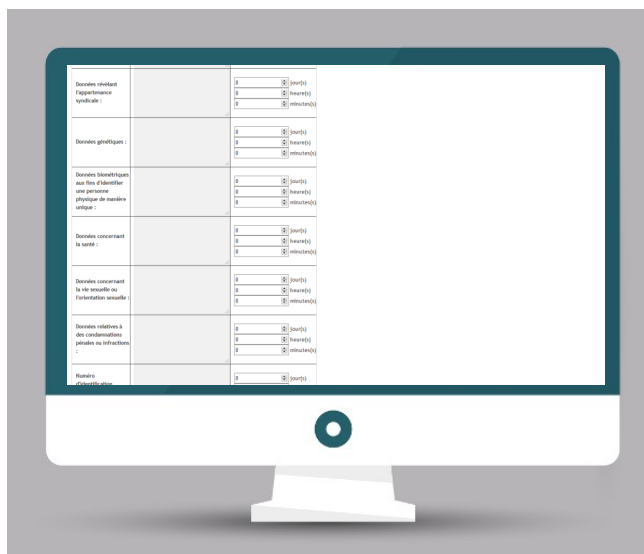 Données révélant
l'appartenance
syndicale :
0 jour(s)
0 heure(s)
0 minutes(s)
Données génétiques :
0 jour(s)
0 heure(s)
0 minutes(s)
Données biométriques
aux fins d'identifier
une personne
physique de manière
unique :
0 jour(s)
0 heure(s)
0 minutes(s)
Données concernant
la santé :
0 jour(s)
0 heure(s)
0 minutes(s)
Données concernant
la vie sexuelle ou
l'orientation sexuelle :
0 jour(s)
0 heure(s)
0 minutes(s)
Données relatives à
des condamnations
pénales ou infractions
:
0 jour(s)
0 heure(s)
0 minutes(s)
Numéro
d'identification
0 jour(s)